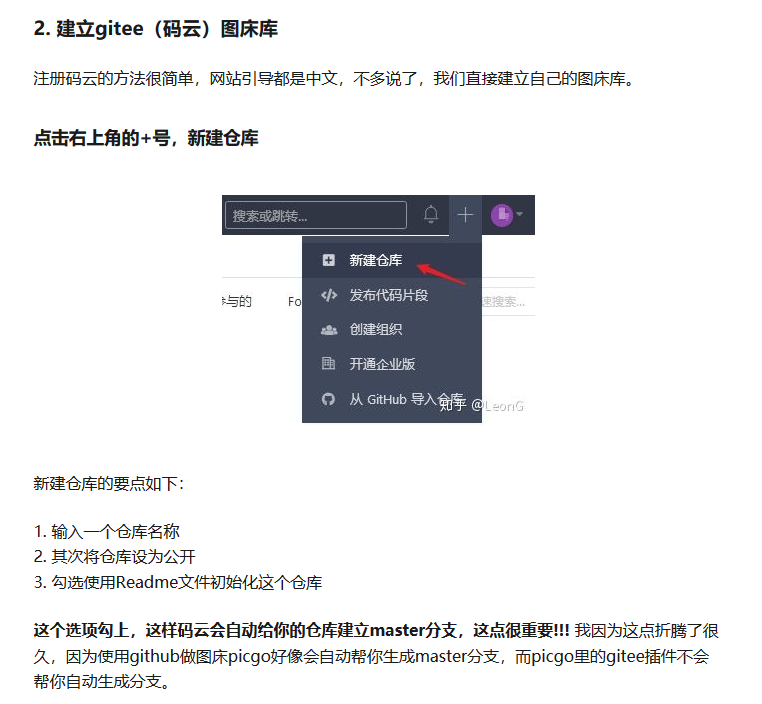 2. 建立gitee（码云）图床库
注册码云的方法很简单，网站引导都是中文，不多说了，我们直接建立自己的图床库。
点击右上角的+号，新建仓库
搜索或跳转...
新建仓库
参与的
Fo
发布代码片段
速搜索...
创建组织
开通企业版
从 GitHub 导入仓库
知乎 @LeonG
新建仓库的要点如下：
1. 输入一个仓库名称
2. 其次将仓库设为公开
3. 勾选使用Readme文件初始化这个仓库
这个选项勾上，这样码云会自动给你的仓库建立master分支，这点很重要!!! 我因为这点折腾了很
久，因为使用github做图床picgo好像会自动帮你生成master分支，而picgo里的gitee插件不会
帮你自动生成分支。